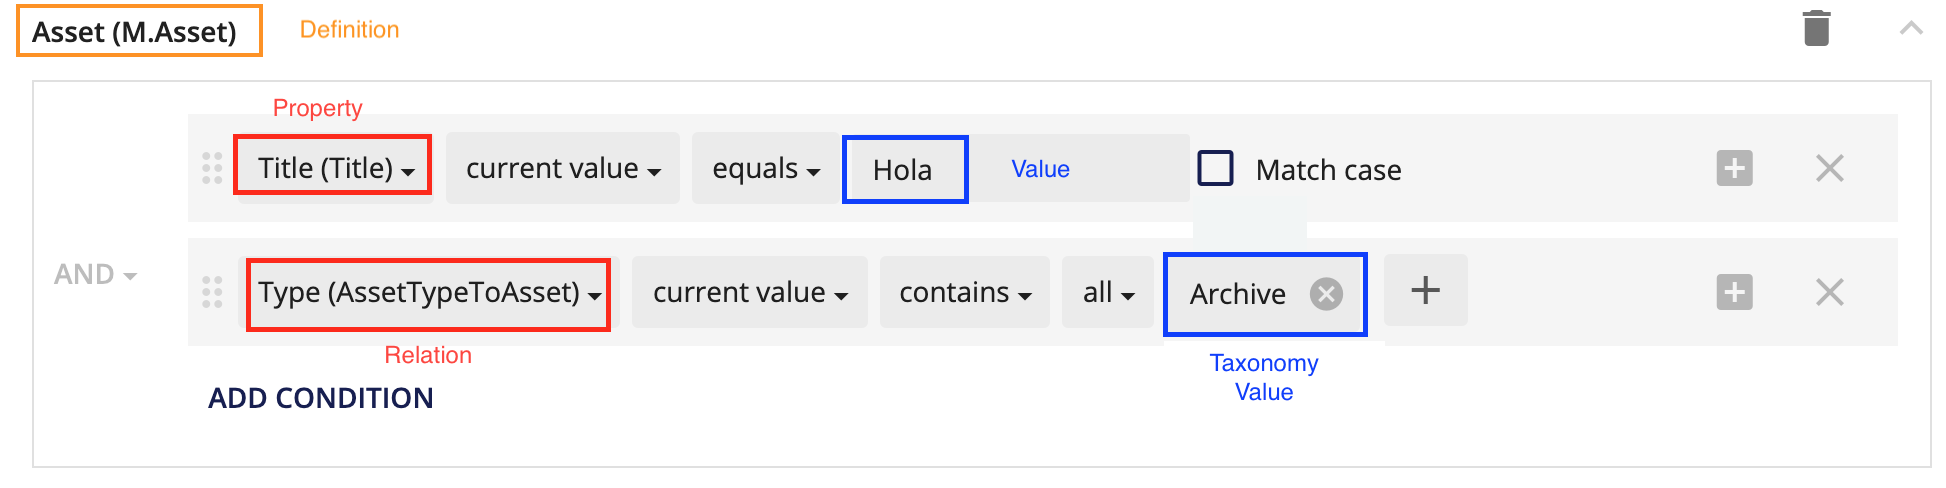 Asset (M.Asset) Definition
Property
Title (Title) current value equals Hola Value Match case
AND
Type (AssetTypeToAsset) current value contains all Archive
Relation
Taxonomy
Value
ADD CONDITION